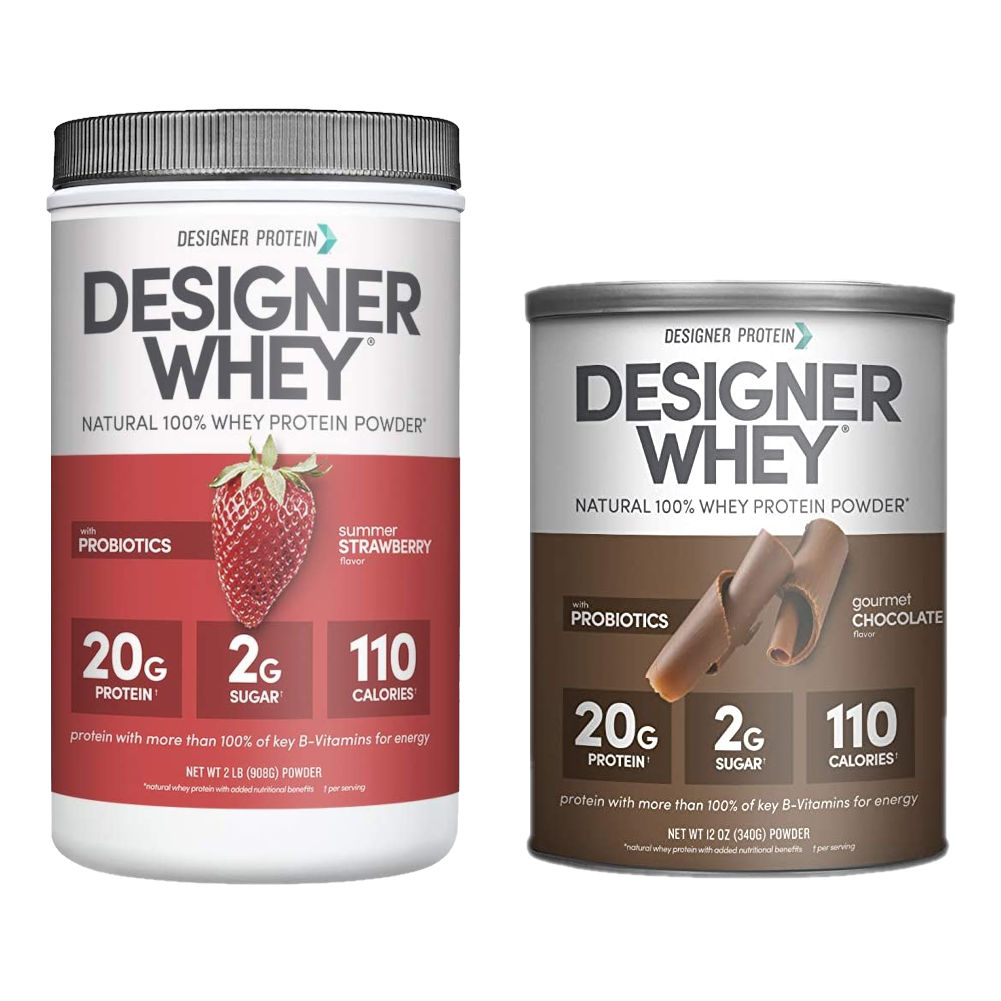 DESIGNER PROTEIN
DESIGNER
WHEY®
NATURAL 100% WHEY PROTEIN POWDER*
with
PROBIOTICS
summer
STRAWBERRY
flavor
20G
PROTEIN†
2G
SUGAR†
110
CALORIES†
protein with more than 100% of key B-Vitamins for energy
NET WT 2 LB (908G) POWDER
*natural whey protein with added nutritional benefits †per serving
DESIGNER PROTEIN
DESIGNER
WHEY®
NATURAL 100% WHEY PROTEIN POWDER*
with
PROBIOTICS
gourmet
CHOCOLATE
flavor
20G
PROTEIN†
2G
SUGAR†
110
CALORIES†
protein with more than 100% of key B-Vitamins for energy
NET WT 12 OZ (340G) POWDER
*natural whey protein with added nutritional benefits †per serving